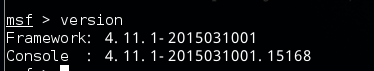 msf > version
Framework: 4.11.1-2015031001
Console  : 4.11.1-2015031001.15168